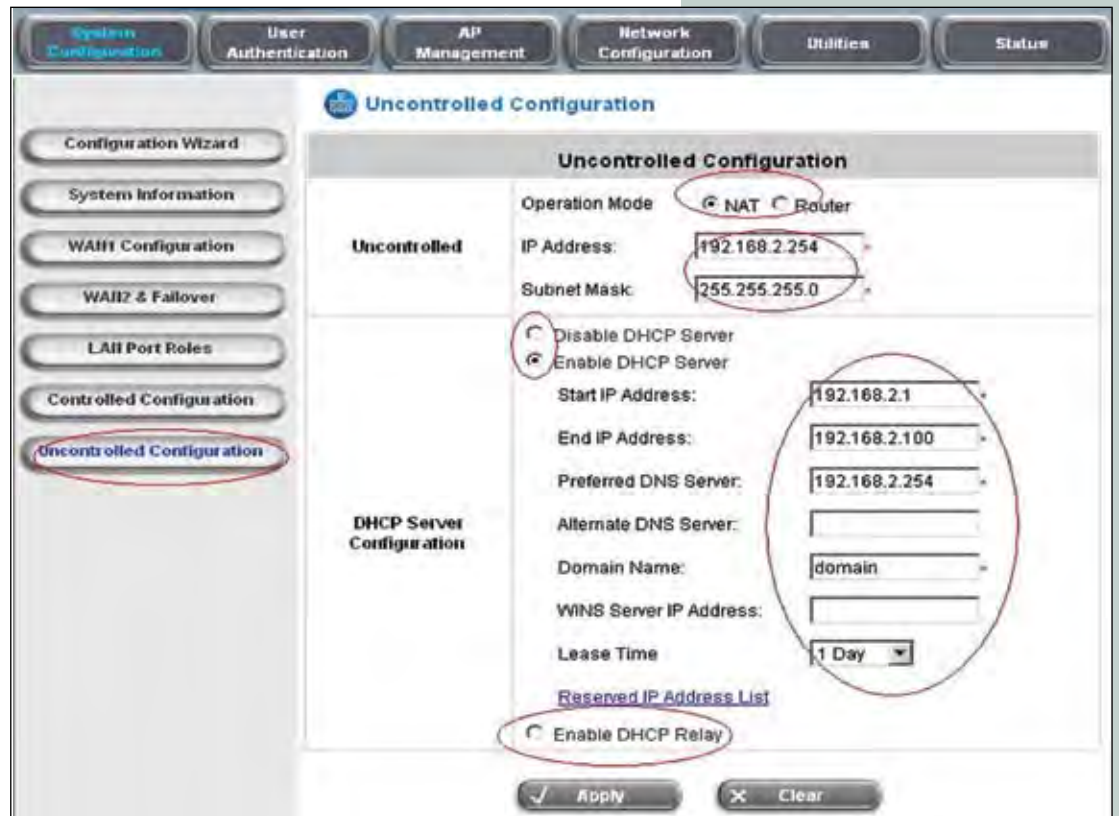 System Configuration
User Authentication
AP Management
Network Configuration
Utilities
Status
Uncontrolled Configuration
Configuration Wizard
System Information
WAN1 Configuration
WAN2 & Failover
LAN Port Roles
Controlled Configuration
Uncontrolled Configuration
Uncontrolled Configuration
Uncontrolled
Operation Mode NAT Router
IP Address: 192.168.2.254 *
Subnet Mask: 255.255.255.0 *
DHCP Server Configuration
Disable DHCP Server
Enable DHCP Server
Start IP Address: 192.168.2.1 *
End IP Address: 192.168.2.100 *
Preferred DNS Server: 192.168.2.254 *
Alternate DNS Server:
Domain Name: domain *
WINS Server IP Address:
Lease Time 1 Day
Reserved IP Address List
Enable DHCP Relay
Apply
Clear